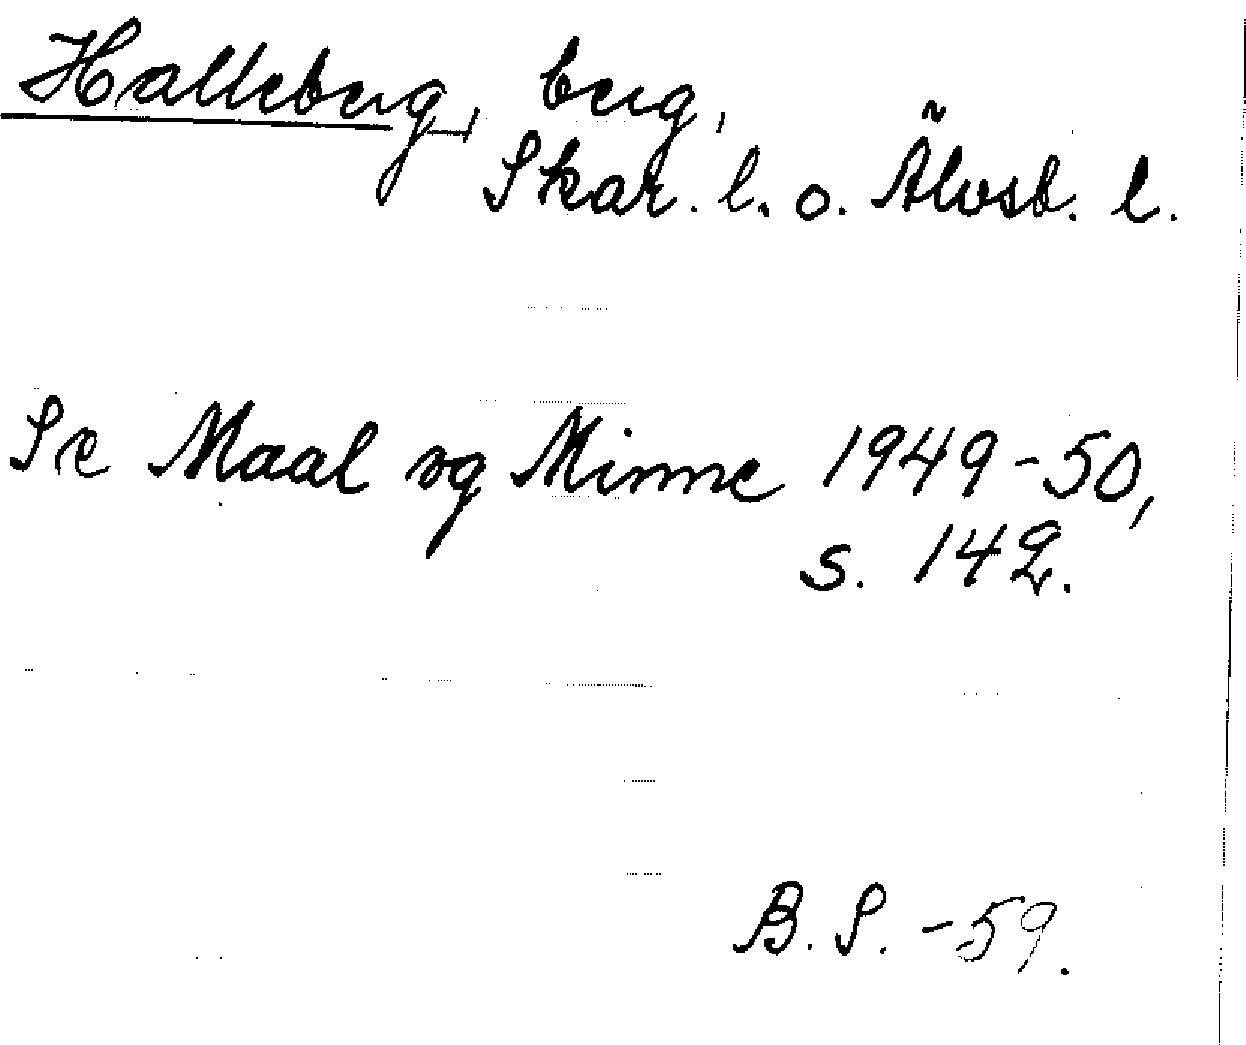 Halleberg, berg,
Skar. l. o. Älvsb. l.
Se Maal og Minne 1949-50,
s. 142.
B. S. -59.